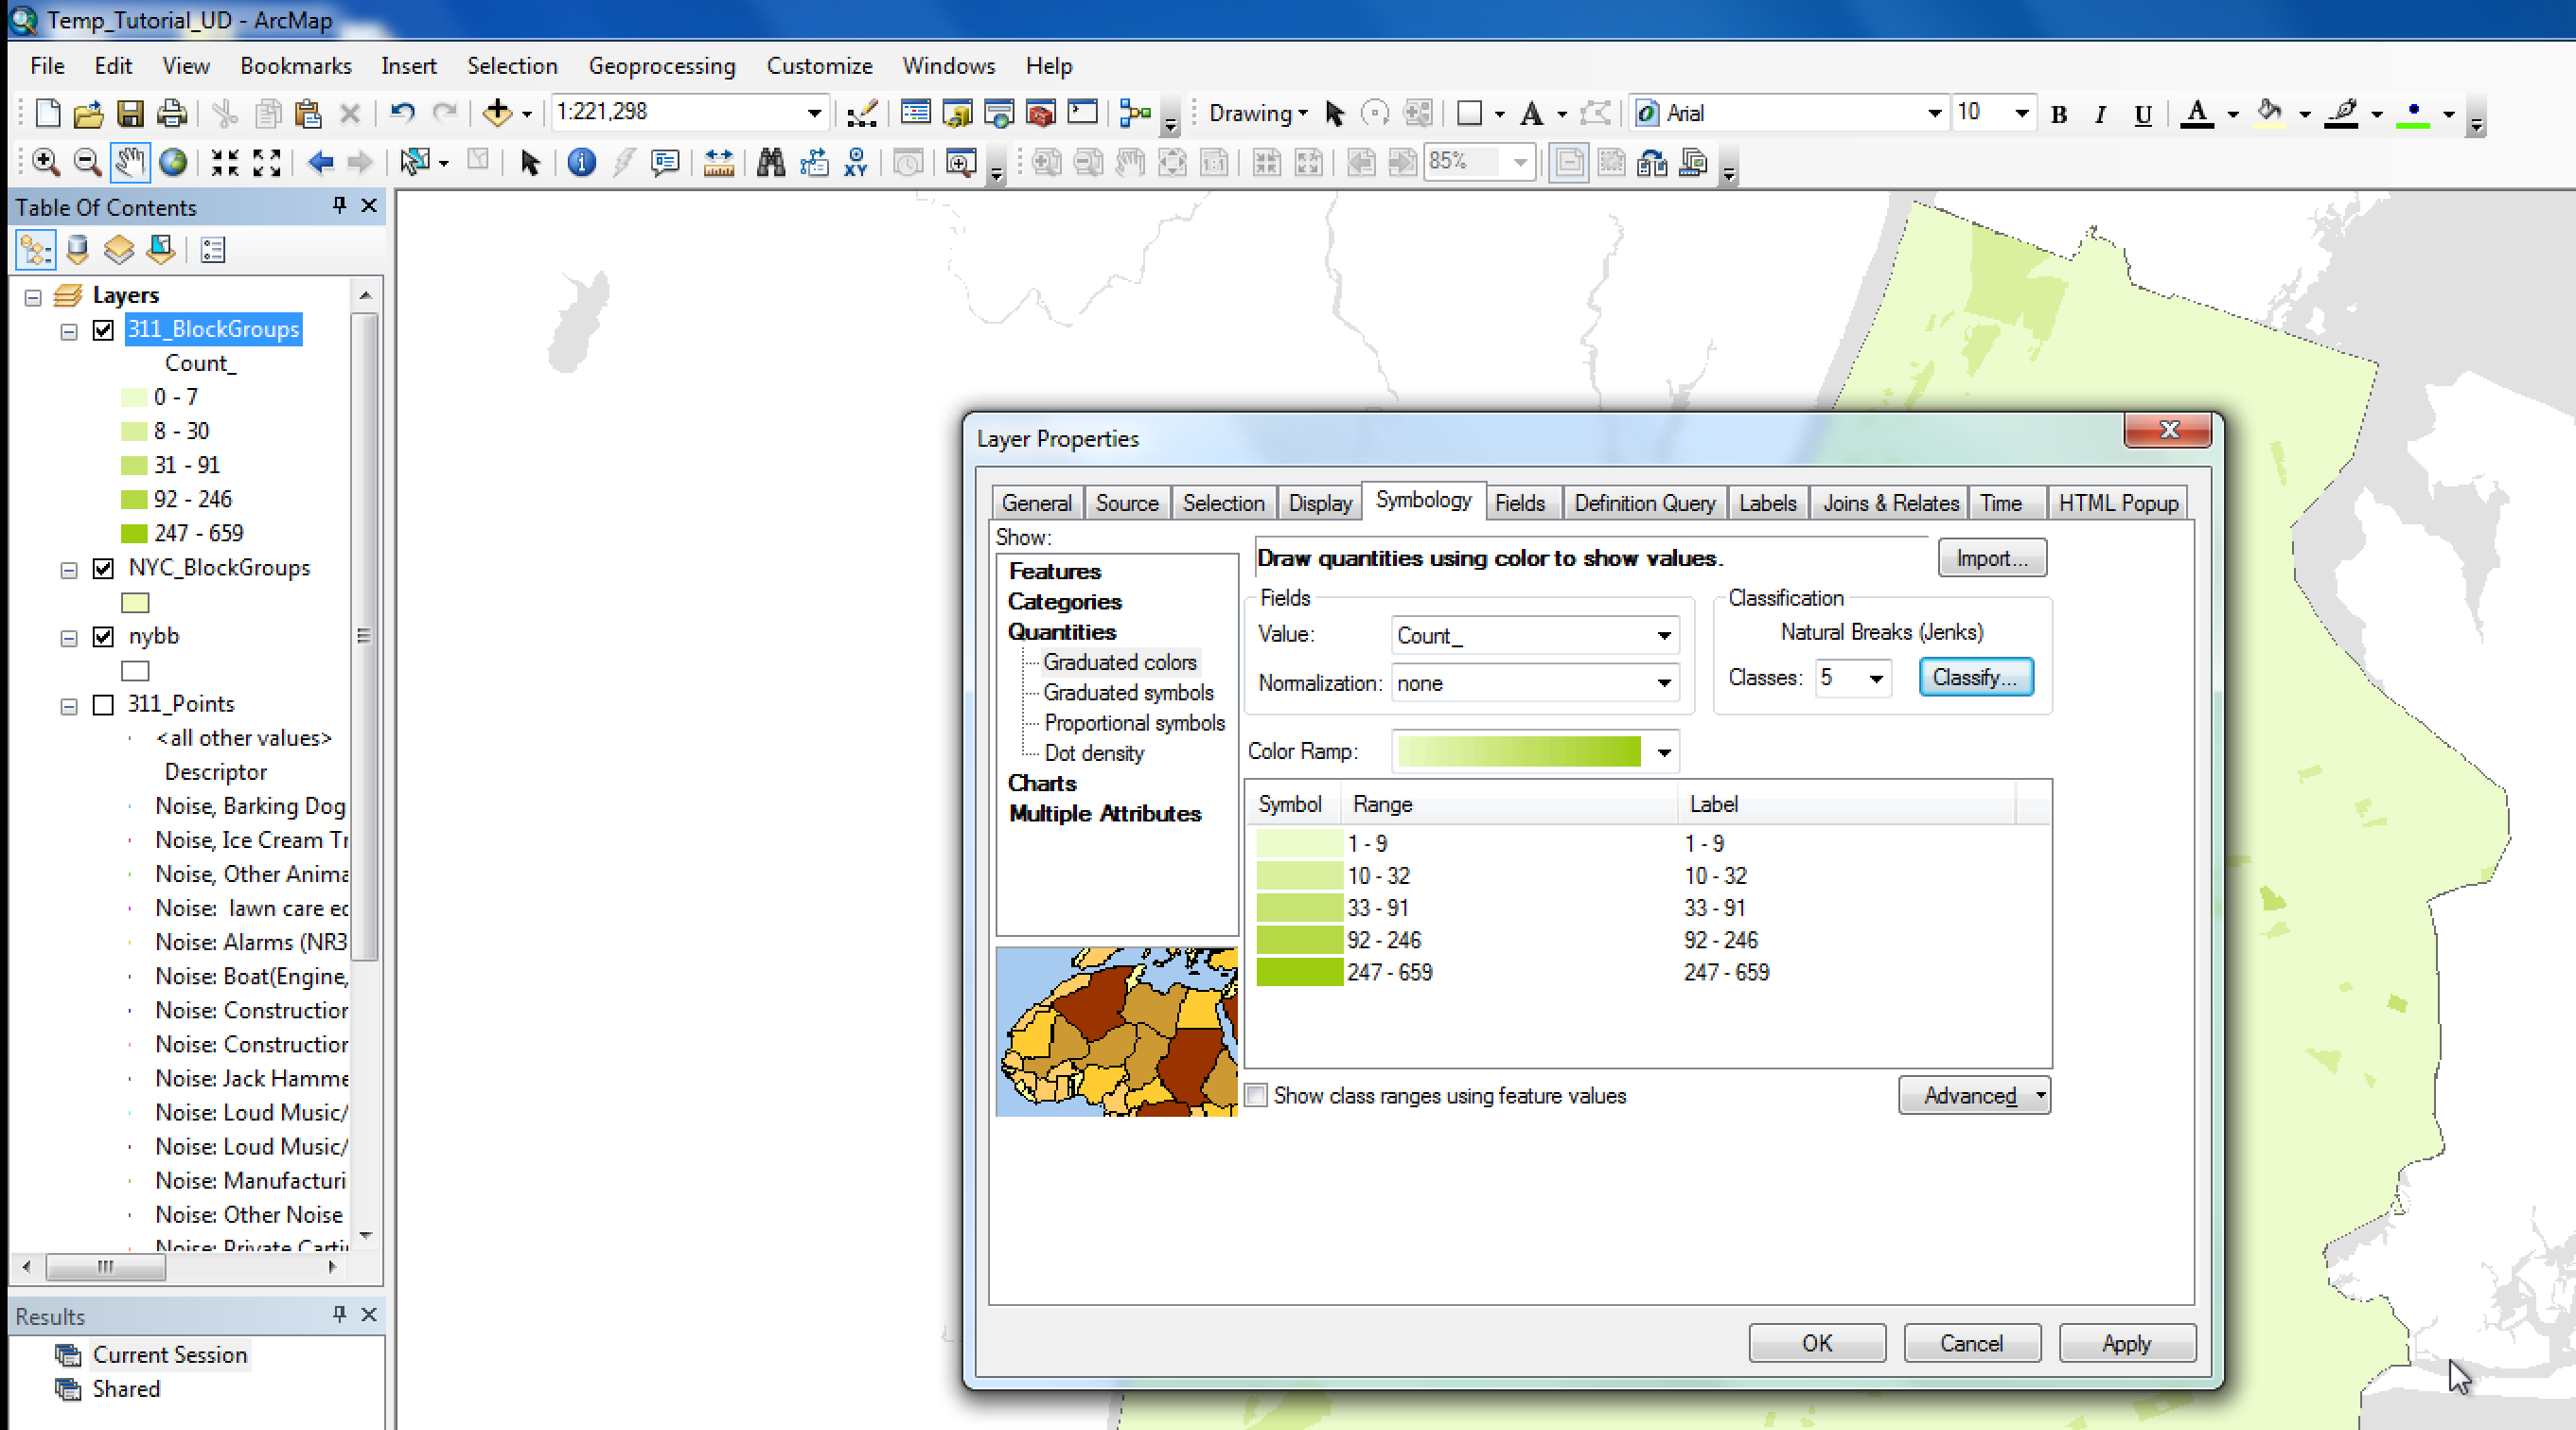 Temp_Tutorial_UD - ArcMap
File Edit View Bookmarks Insert Selection Geoprocessing Customize Windows Help
1:221,298 Drawing A Arial 10 B I U A
1:1 XY 85%
Table Of Contents
Layers
311_BlockGroups
Count_
0 - 7
8 - 30
31 - 91
92 - 246
247 - 659
NYC_BlockGroups
nybb
311_Points
<all other values>
Descriptor
Noise, Barking Dog
Noise, Ice Cream Tr
Noise, Other Anima
Noise: lawn care ec
Noise: Alarms (NR3
Noise: Boat(Engine,
Noise: Construction
Noise: Construction
Noise: Jack Hamme
Noise: Loud Music/
Noise: Loud Music/
Noise: Manufacturi
Noise: Other Noise
Noise: Private Carti
Results
Current Session
Shared
Layer Properties
General Source Selection Display Symbology Fields Definition Query Labels Joins & Relates Time HTML Popup
Show:
Features
Categories
Quantities
Graduated colors
Graduated symbols
Proportional symbols
Dot density
Charts
Multiple Attributes
Draw quantities using color to show values.
Import...
Fields
Value: Count_
Normalization: none
Classification
Natural Breaks (Jenks)
Classes: 5 Classify...
Color Ramp:
Symbol Range Label
1 - 9 1 - 9
10 - 32 10 - 32
33 - 91 33 - 91
92 - 246 92 - 246
247 - 659 247 - 659
Show class ranges using feature values
Advanced
OK Cancel Apply